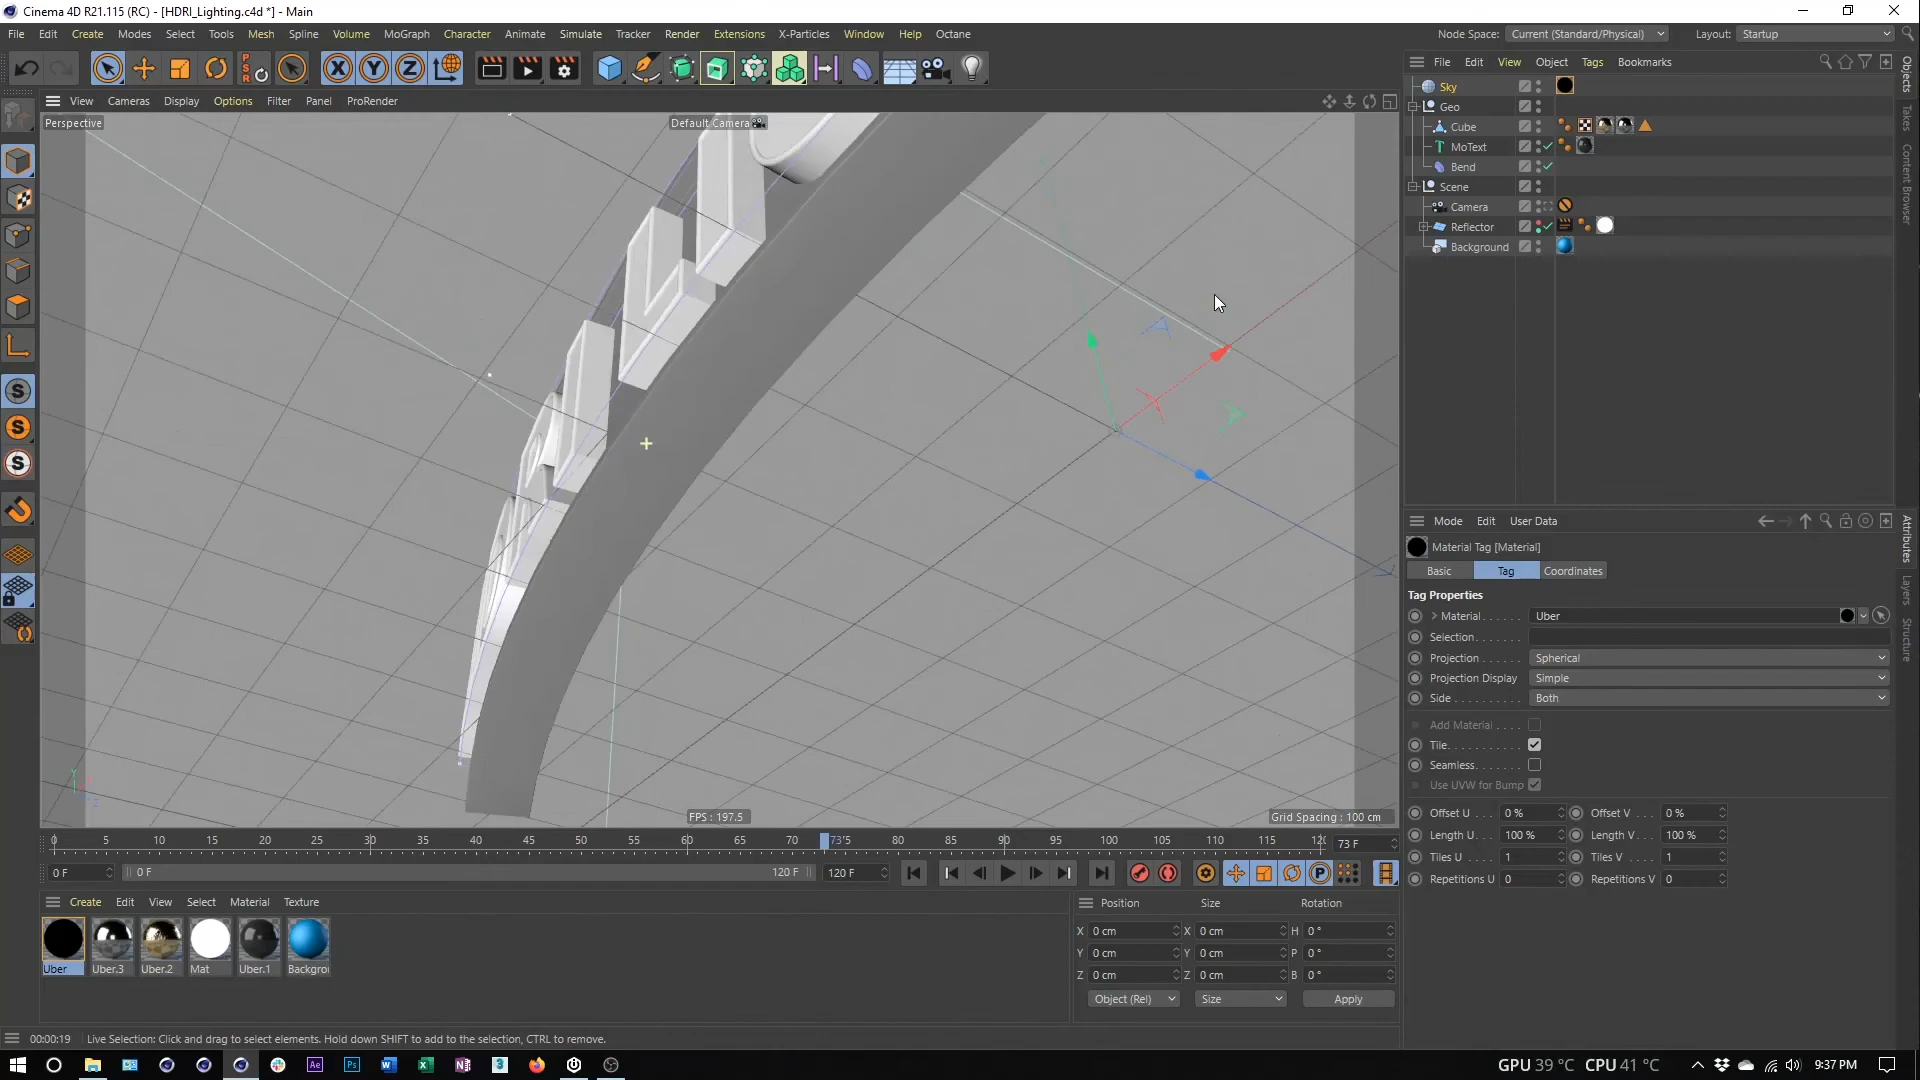 Cinema 4D R21.115 (RC) - [HDRI_Lighting.c4d *] - Main
File Edit Create Modes Select Tools Mesh Spline Volume MoGraph Character Animate Simulate Tracker Render Extensions X-Particles Window Help Octane
Node Space: Current (Standard/Physical) Layout: Startup
PSR X Y Z
File Edit View Object Tags Bookmarks
View Cameras Display Options Filter Panel ProRender
Perspective
Default Camera
Sky
Geo
Cube
MoText
Bend
Scene
Camera
Reflector
Background
Objects
Takes
Content Browser
Mode Edit User Data
Material Tag [Material]
Basic Tag Coordinates
Tag Properties
Material Uber
Selection
Projection Spherical
Projection Display Simple
Side Both
Add Material
Tile
Seamless
Use UVW for Bump
Offset U 0 % Offset V 0 %
Length U 100 % Length V 100 %
Tiles U 1 Tiles V 1
Repetitions U 0 Repetitions V 0
Attributes
Layers
Structure
FPS : 197.5
Grid Spacing : 100 cm
0 5 10 15 20 25 30 35 40 45 50 55 60 65 70 73 80 85 90 95 100 105 110 115 73 F
0 F 0 F 120 F 120 F
Create Edit View Select Material Texture
Uber Uber.3 Uber.2 Mat Uber.1 Backgroı
Position Size Rotation
X 0 cm X 0 cm H 0 °
Y 0 cm Y 0 cm P 0 °
Z 0 cm Z 0 cm B 0 °
Object (Rel) Size Apply
00:00:19 Live Selection: Click and drag to select elements. Hold down SHIFT to add to the selection, CTRL to remove.
GPU 39 °C CPU 41 °C 9:37 PM